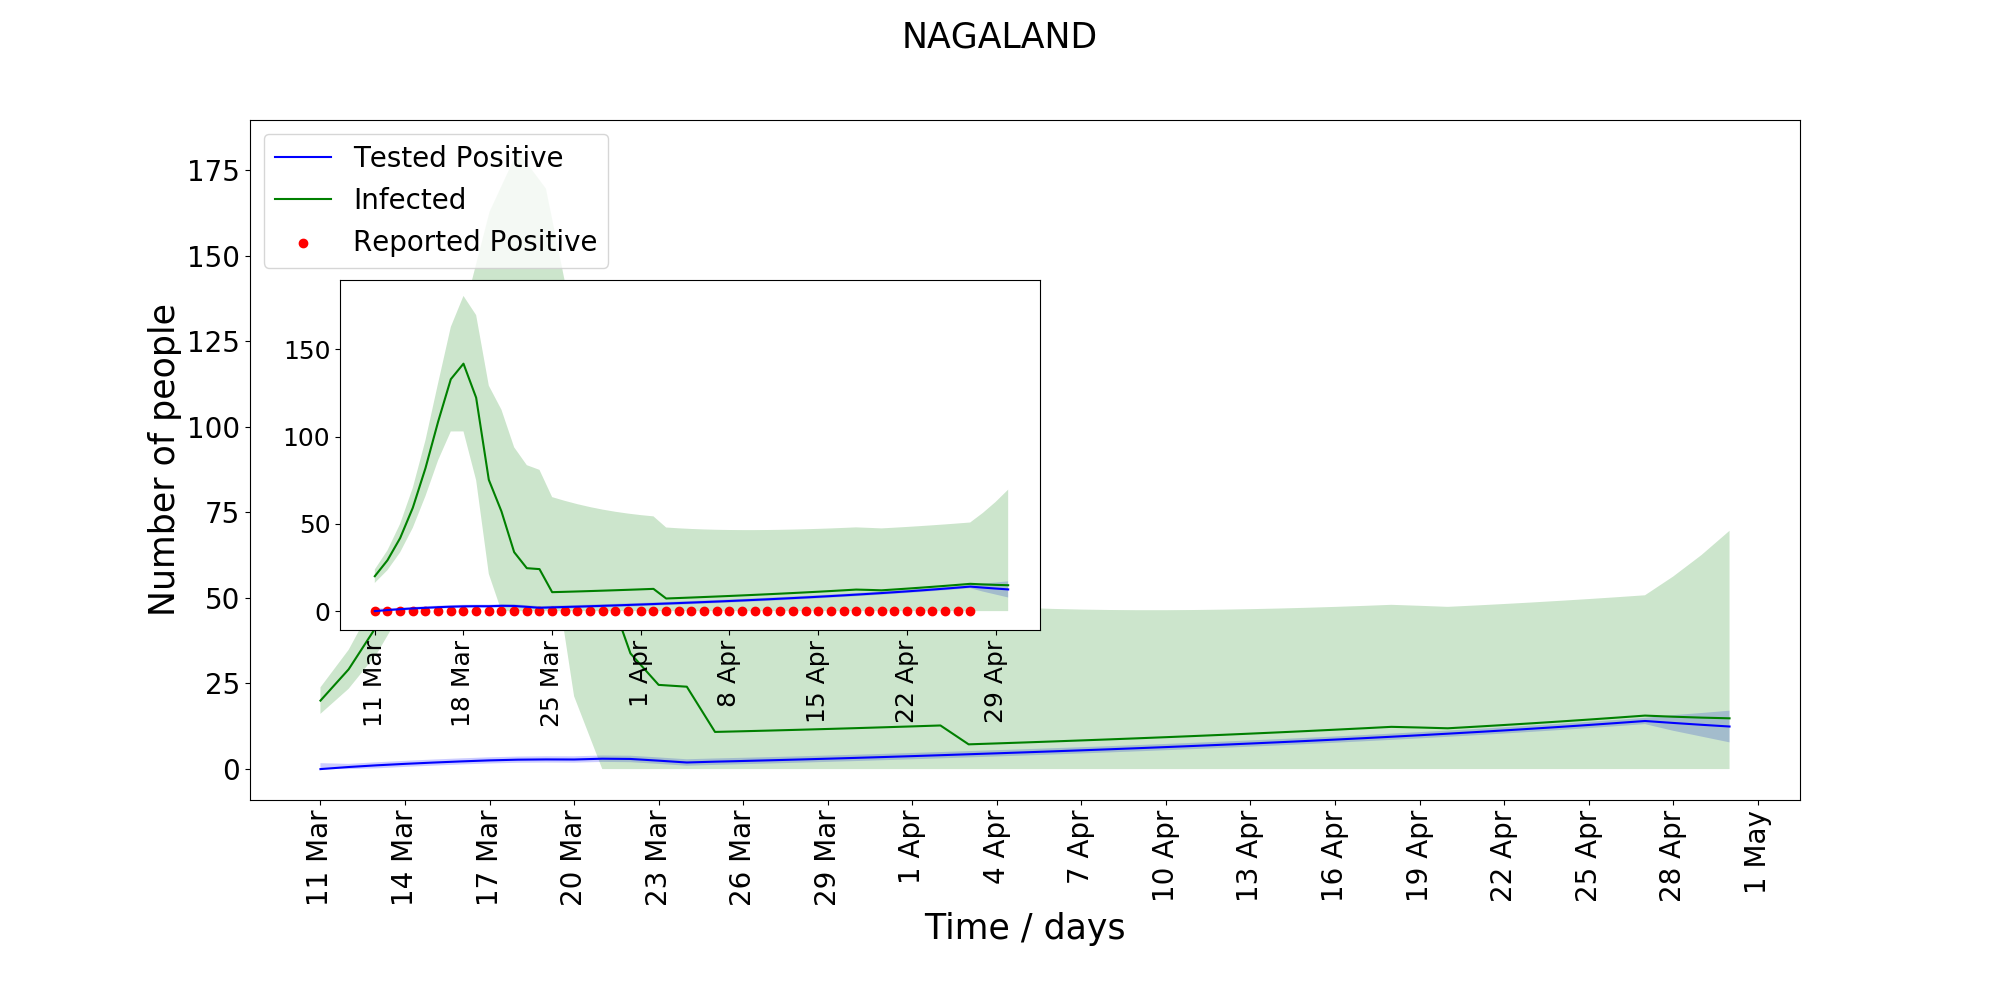 NAGALAND
Tested Positive
Infected
Reported Positive
Number of people
175
150
125
100
75
50
25
0
150
100
50
0
11 Mar
18 Mar
25 Mar
1 Apr
8 Apr
15 Apr
22 Apr
29 Apr
11 Mar
14 Mar
17 Mar
20 Mar
23 Mar
26 Mar
29 Mar
1 Apr
4 Apr
7 Apr
10 Apr
13 Apr
16 Apr
19 Apr
22 Apr
25 Apr
28 Apr
1 May
Time / days